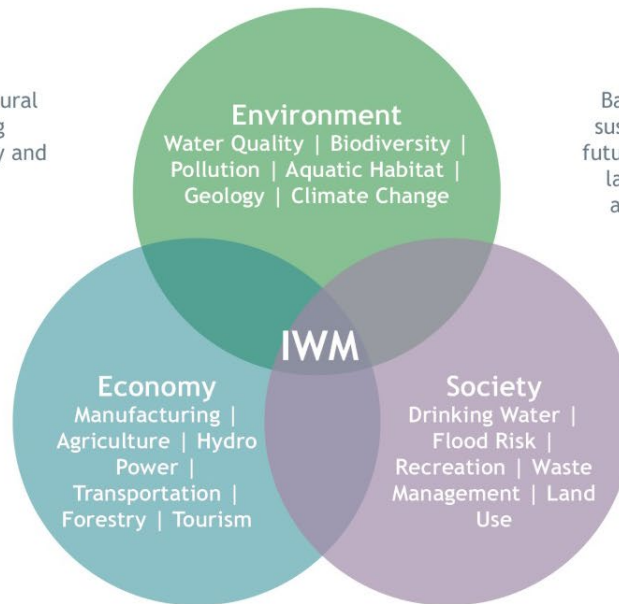 ural
g
y and
Ba
sus
futu
la
a
Environment
Water Quality | Biodiversity |
Pollution | Aquatic Habitat |
Geology | Climate Change
IWM
Economy
Manufacturing |
Agriculture | Hydro
Power |
Transportation |
Forestry | Tourism
Society
Drinking Water |
Flood Risk |
Recreation | Waste
Management | Land
Use